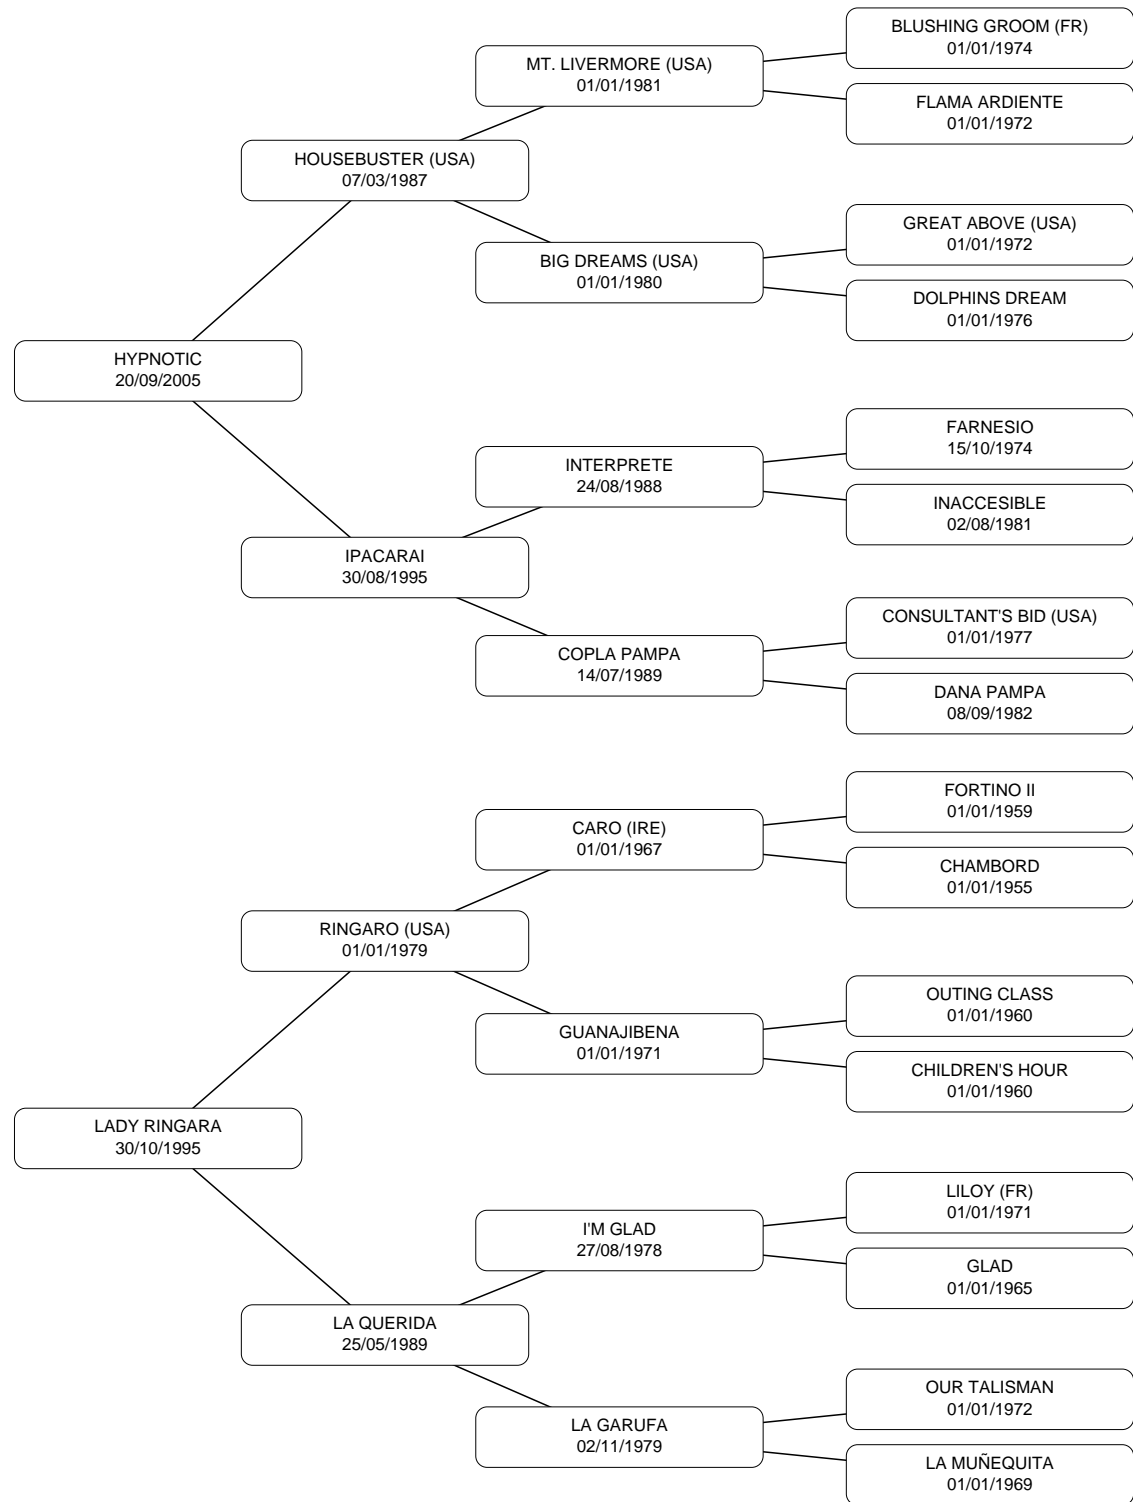 BLUSHING GROOM (FR)
01/01/1974
MT. LIVERMORE (USA)
01/01/1981
FLAMA ARDIENTE
01/01/1972
HOUSEBUSTER (USA)
07/03/1987
GREAT ABOVE (USA)
01/01/1972
BIG DREAMS (USA)
01/01/1980
DOLPHINS DREAM
01/01/1976
HYPNOTIC
20/09/2005
FARNESIO
15/10/1974
INTERPRETE
24/08/1988
INACCESIBLE
02/08/1981
IPACARAI
30/08/1995
CONSULTANT'S BID (USA)
01/01/1977
COPLA PAMPA
14/07/1989
DANA PAMPA
08/09/1982
FORTINO II
01/01/1959
CARO (IRE)
01/01/1967
CHAMBORD
01/01/1955
RINGARO (USA)
01/01/1979
OUTING CLASS
01/01/1960
GUANAJIBENA
01/01/1971
CHILDREN'S HOUR
01/01/1960
LADY RINGARA
30/10/1995
LILOY (FR)
01/01/1971
I'M GLAD
27/08/1978
GLAD
01/01/1965
LA QUERIDA
25/05/1989
OUR TALISMAN
01/01/1972
LA GARUFA
02/11/1979
LA MUÑEQUITA
01/01/1969